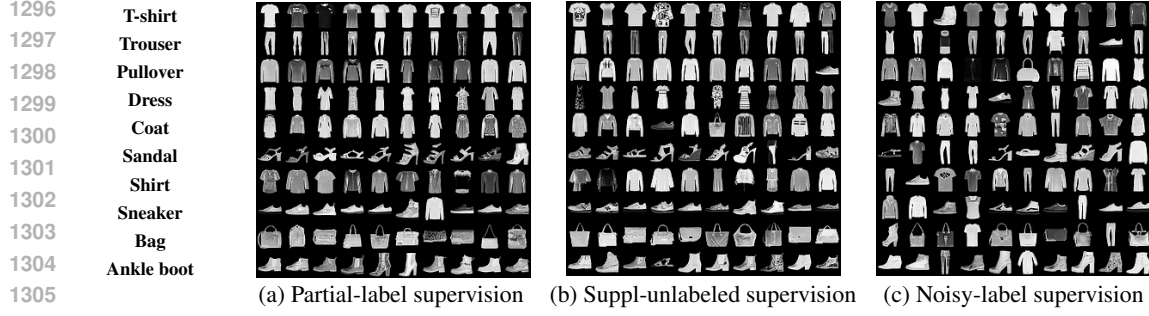 1296
1297
1298
1299
1300
1301
1302
1303
1304
1305
T-shirt
Trouser
Pullover
Dress
Coat
Sandal
Shirt
Sneaker
Bag
Ankle boot
(a) Partial-label supervision
(b) Suppl-unlabeled supervision
(c) Noisy-label supervision